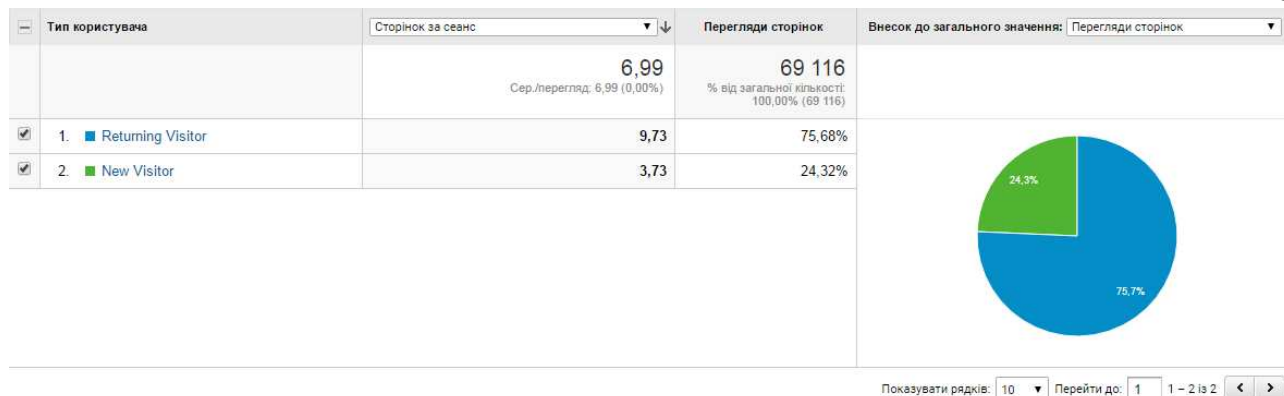 Тип користувача
Сторінок за сеанс
Перегляди сторінок
Внесок до загального значення: Перегляди сторінок
6,99
Сер./перегляд: 6,99 (0,00%)
69 116
% від загальної кількості:
100,00% (69 116)
1. Returning Visitor 9,73 75,68%
2. New Visitor 3,73 24,32%
24,3%
75,7%
Показувати рядків: 10 Перейти до: 1 1 – 2 із 2